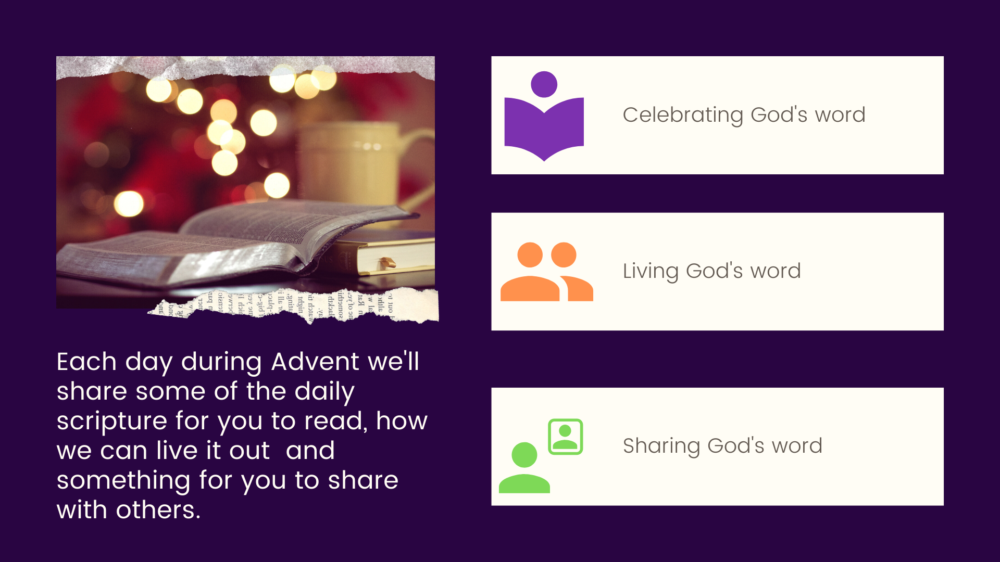 Each day during Advent we'll
share some of the daily
scripture for you to read, how
we can live it out  and
something for you to share
with others.
Celebrating God's word
Living God's word
Sharing God's word